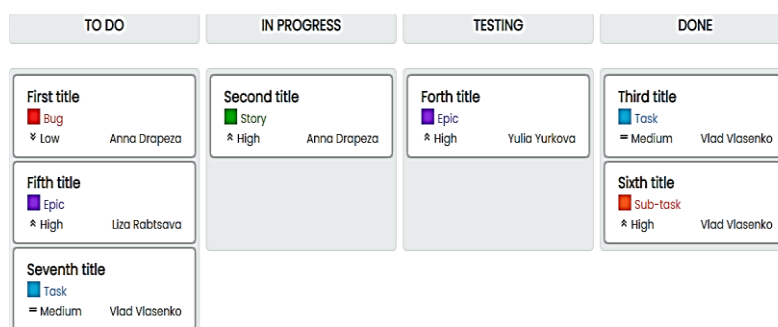 TO DO
IN PROGRESS
TESTING
DONE
First title
Bug
Low Anna Drapeza
Fifth title
Epic
High Liza Rabtsava
Seventh title
Task
= Medium Vlad Vlasenko
Second title
Story
High Anna Drapeza
Forth title
Epic
High Yulia Yurkova
Third title
Task
= Medium Vlad Vlasenko
Sixth title
Sub-task
High Vlad Vlasenko